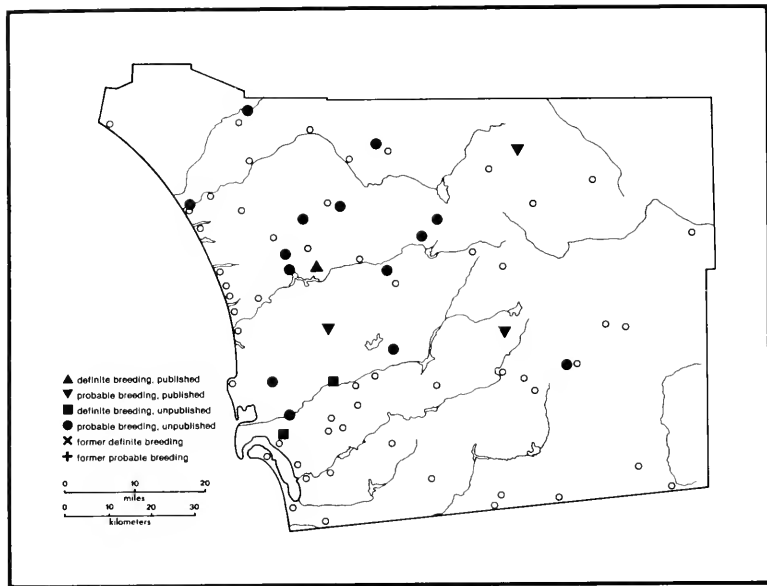 definite breeding, published
probable breeding, published
definite breeding, unpublished
probable breeding, unpublished
former definite breeding
former probable breeding
0 10 20
miles
0 10 20 30
kilometers